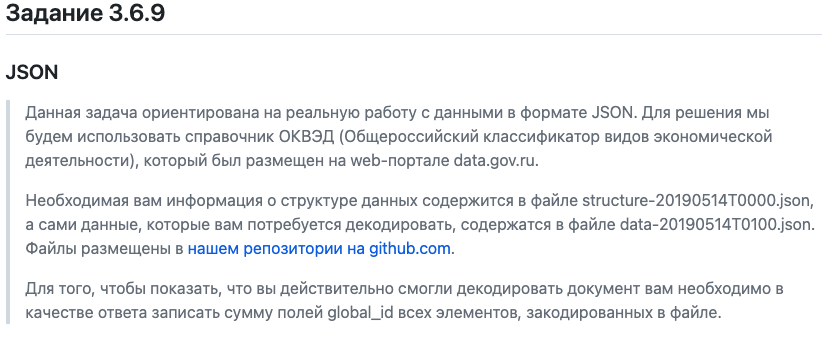 Задание 3.6.9
JSON
Данная задача ориентирована на реальную работу с данными в формате JSON. Для решения мы
будем использовать справочник ОКВЭД (Общероссийский классификатор видов экономической
деятельности), который был размещен на web-портале data.gov.ru.
Необходимая вам информация о структуре данных содержится в файле structure-20190514T0000.json,
а сами данные, которые вам потребуется декодировать, содержатся в файле data-20190514T0100.json.
Файлы размещены в нашем репозитории на github.com.
Для того, чтобы показать, что вы действительно смогли декодировать документ вам необходимо в
качестве ответа записать сумму полей global_id всех элементов, закодированных в файле.